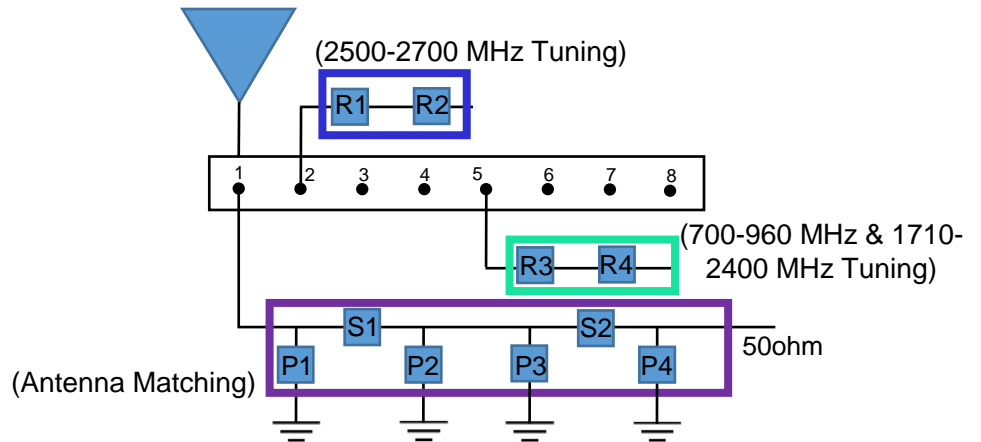 (2500-2700 MHz Tuning)
R1 R2
1 2 3 4 5 6 7 8
(700-960 MHz & 1710-
2400 MHz Tuning)
R3 R4
S1 S2
50ohm
P1 P2 P3 P4
(Antenna Matching)